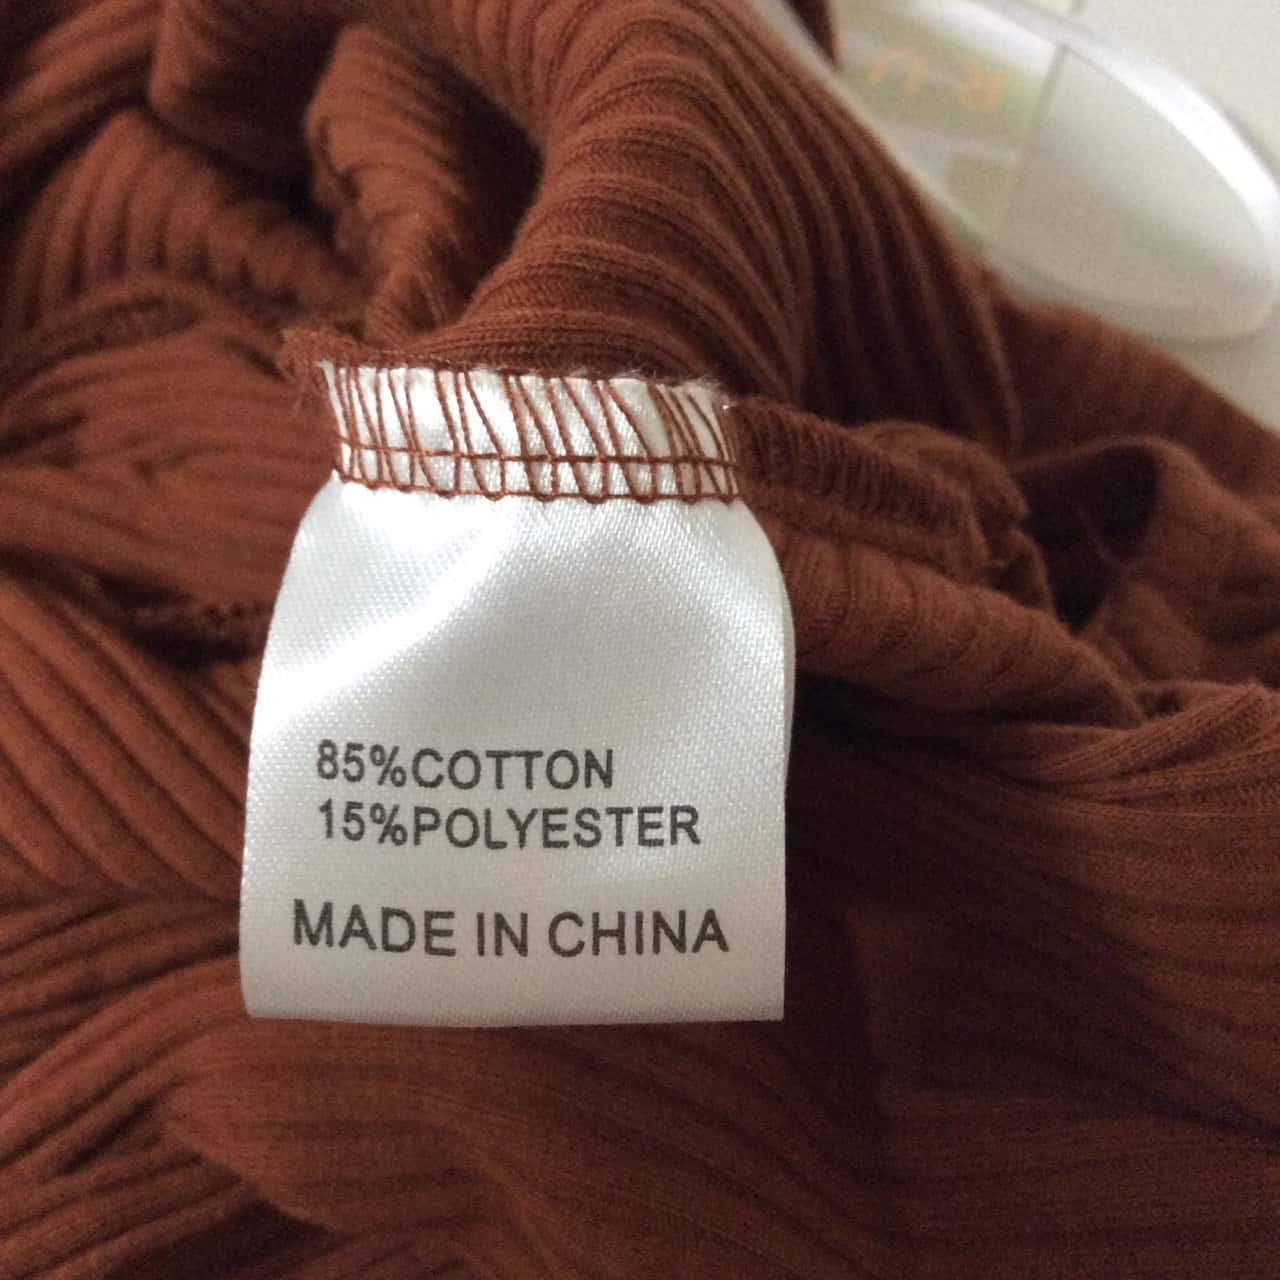 85%COTTON
15%POLYESTER
MADE IN CHINA